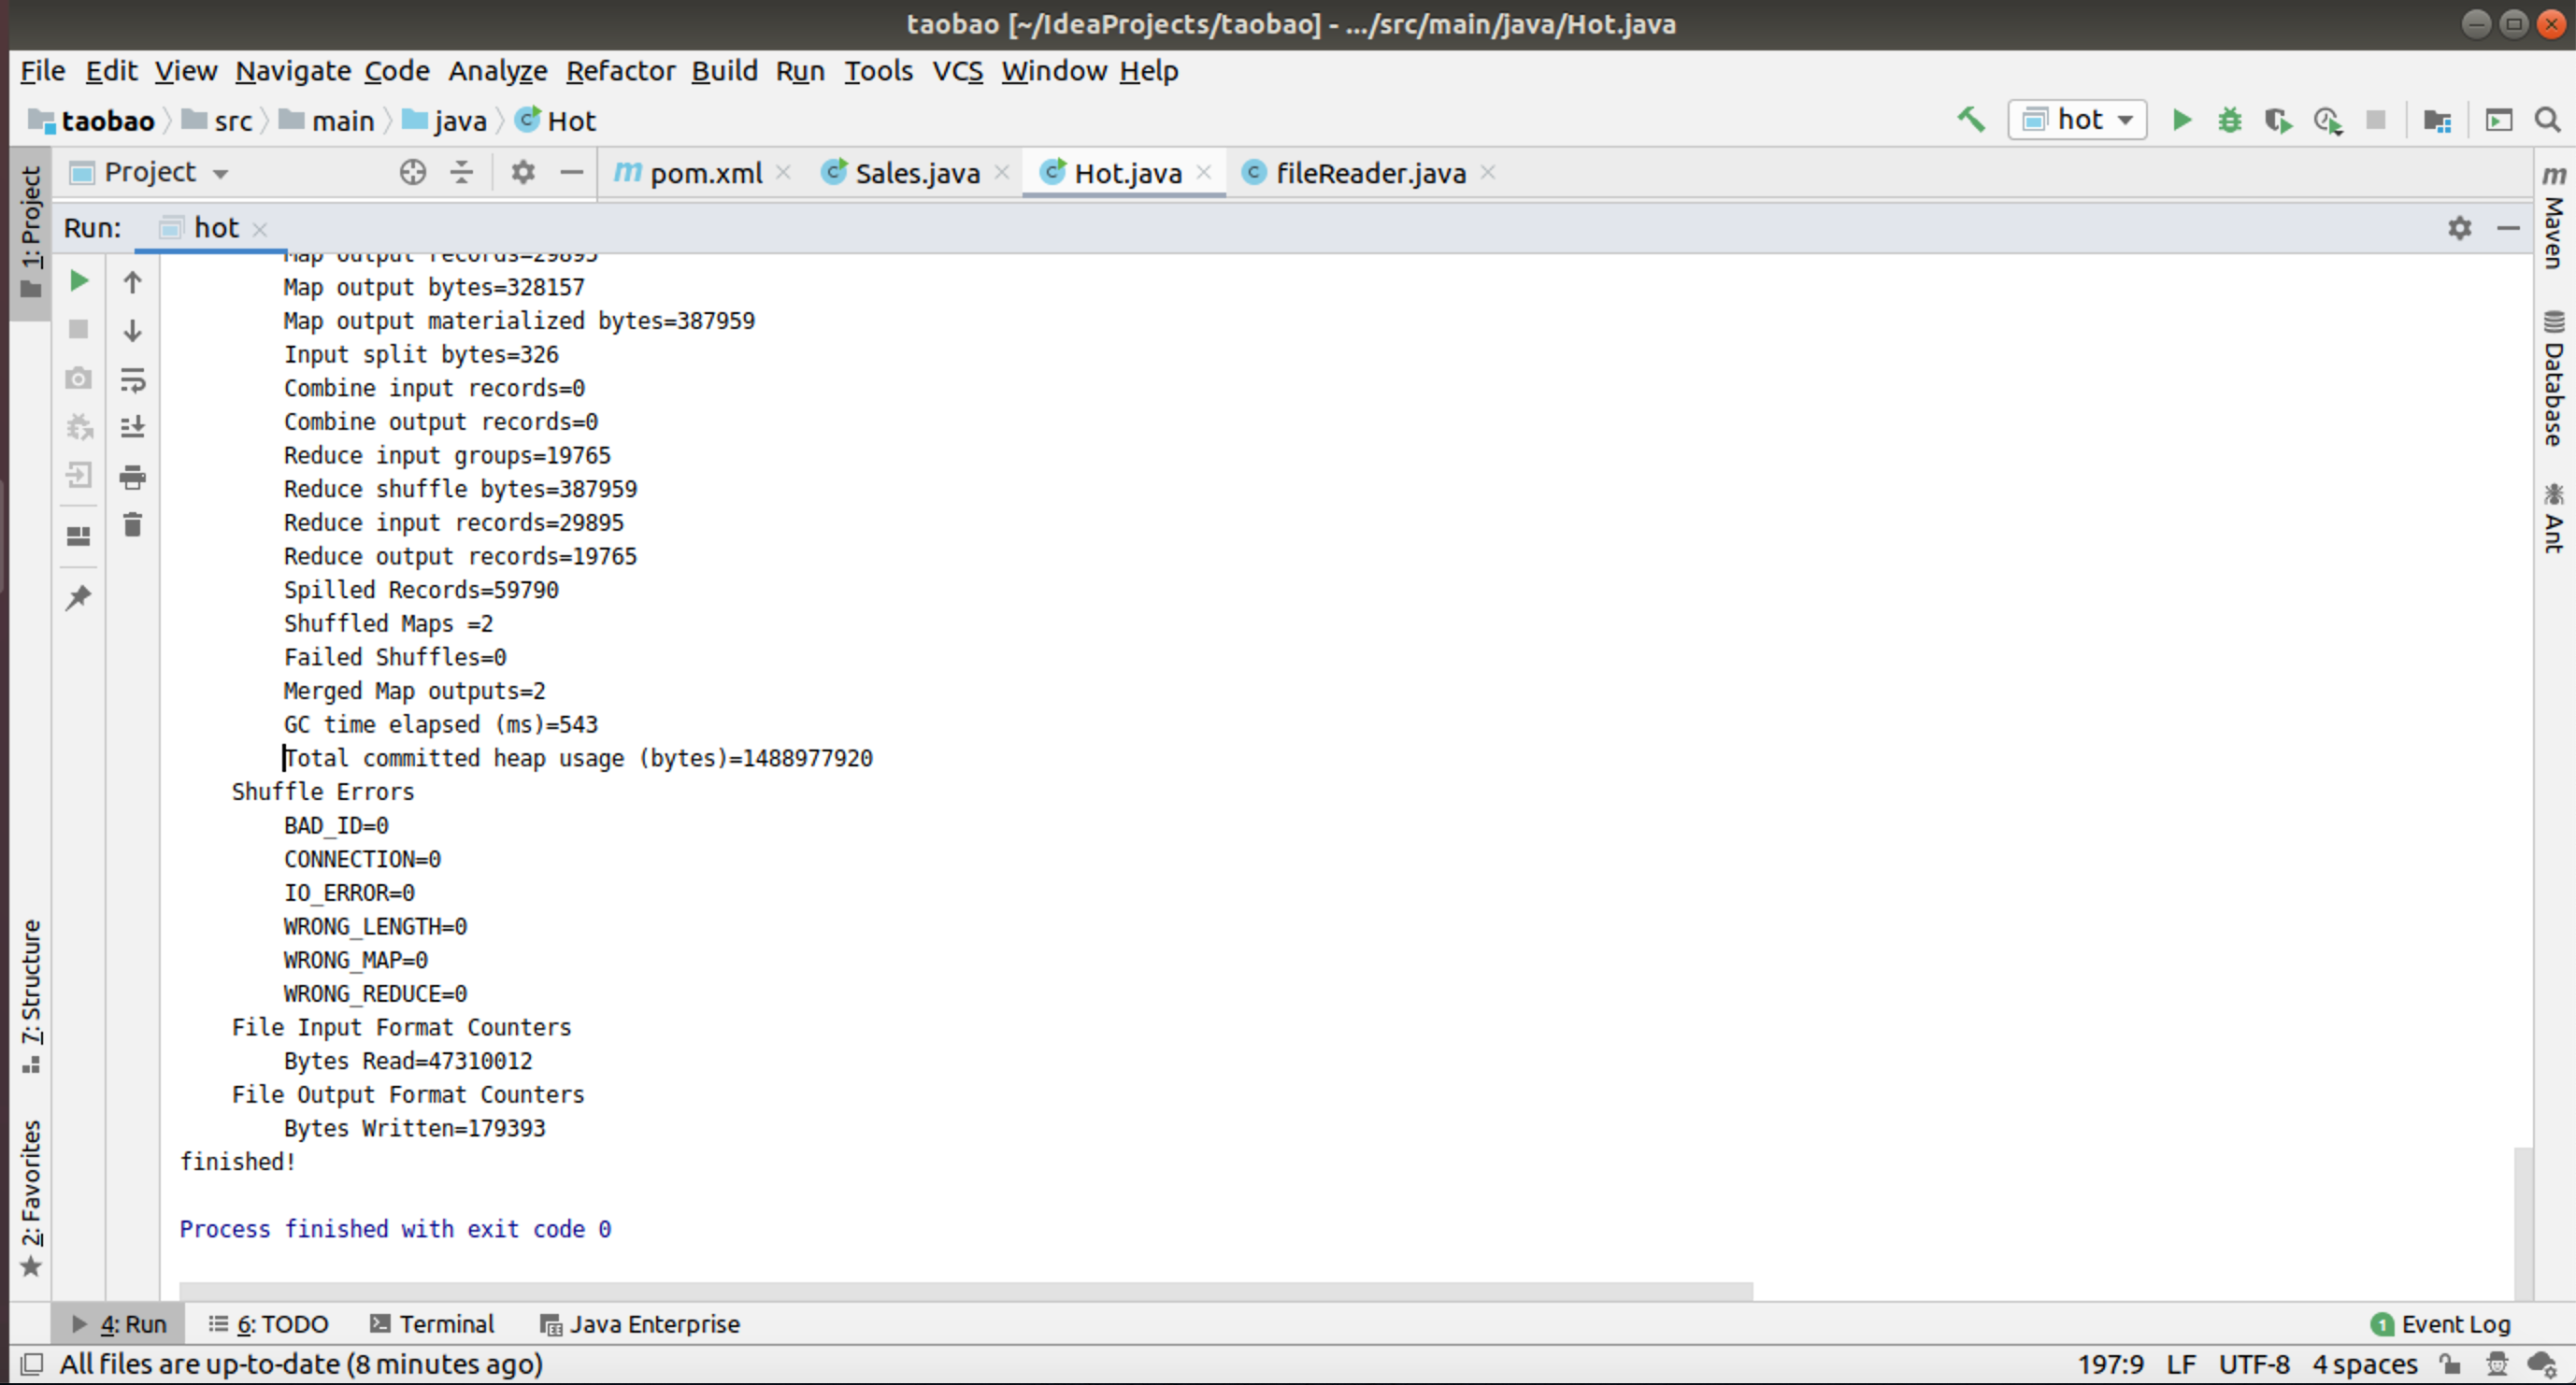 taobao [~/IdeaProjects/taobao] - .../src/main/java/Hot.java
File Edit View Navigate Code Analyze Refactor Build Run Tools VCS Window Help
taobao src main java Hot
hot
Project
pom.xml Sales.java Hot.java fileReader.java
Run: hot
Map output records=29895
Map output bytes=328157
Map output materialized bytes=387959
Input split bytes=326
Combine input records=0
Combine output records=0
Reduce input groups=19765
Reduce shuffle bytes=387959
Reduce input records=29895
Reduce output records=19765
Spilled Records=59790
Shuffled Maps =2
Failed Shuffles=0
Merged Map outputs=2
GC time elapsed (ms)=543
Total committed heap usage (bytes)=1488977920
Shuffle Errors
BAD_ID=0
CONNECTION=0
IO_ERROR=0
WRONG_LENGTH=0
WRONG_MAP=0
WRONG_REDUCE=0
File Input Format Counters
Bytes Read=47310012
File Output Format Counters
Bytes Written=179393
finished!
Process finished with exit code 0
1: Project
7: Structure
2: Favorites
m Maven
Database
Ant
4: Run 6: TODO Terminal Java Enterprise
1 Event Log
All files are up-to-date (8 minutes ago)
197:9 LF UTF-8 4 spaces